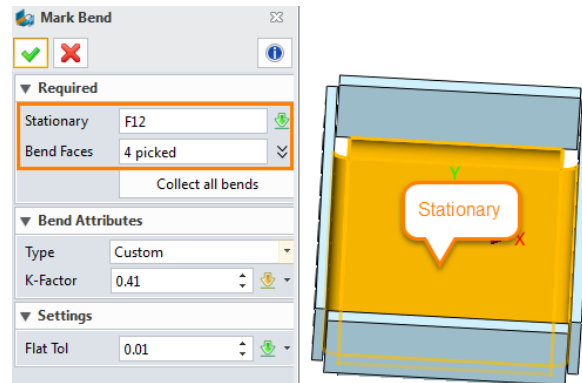 Mark Bend
Required
Stationary F12
Bend Faces 4 picked
Collect all bends
Bend Attributes
Type Custom
K-Factor 0.41
Settings
Flat Tol 0.01
Y
Stationary
X